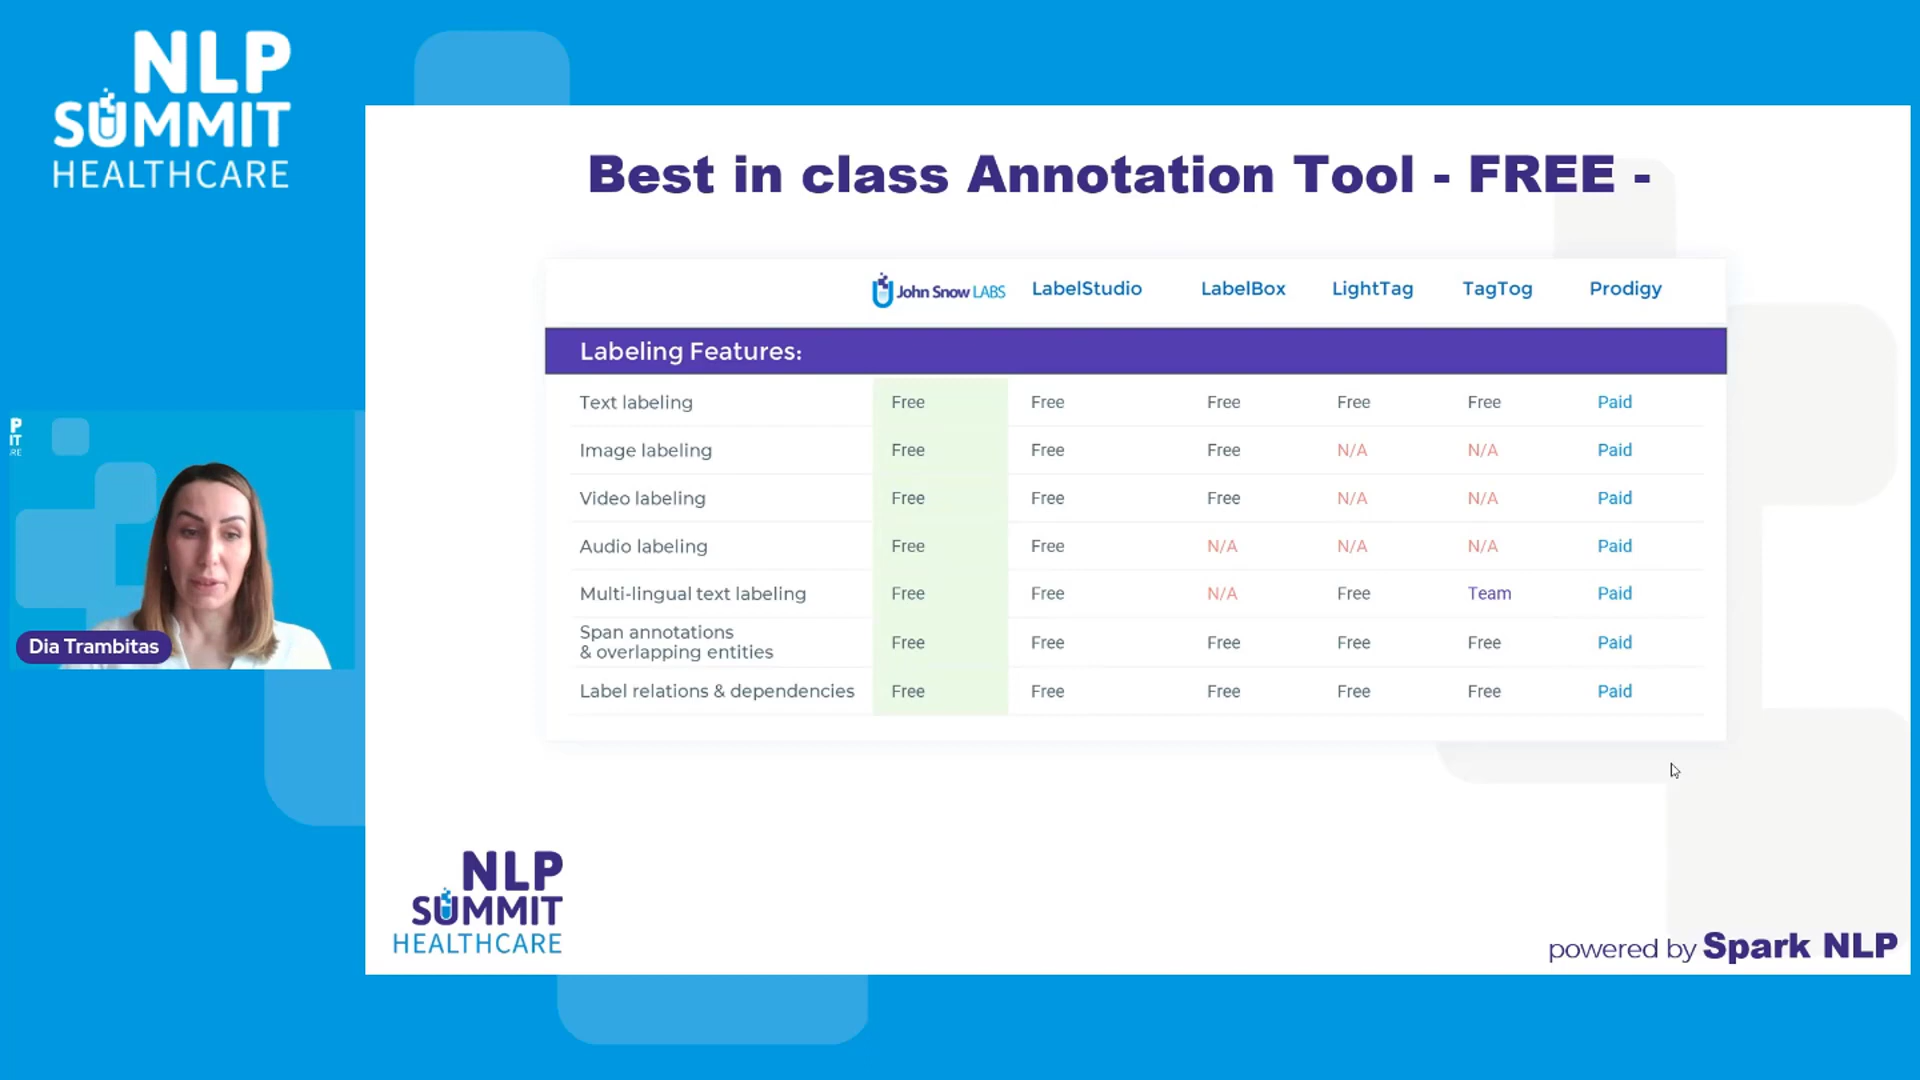 NLP
SUMMIT
HEALTHCARE
Best in class Annotation Tool - FREE -
John Snow LABS LabelStudio LabelBox LightTag TagTog Prodigy
Labeling Features:
Text labeling Free Free Free Free Free Paid
Image labeling Free Free Free N/A N/A Paid
Video labeling Free Free Free N/A N/A Paid
Audio labeling Free Free N/A N/A N/A Paid
Multi-lingual text labeling Free Free N/A Free Team Paid
Span annotations
& overlapping entities Free Free Free Free Free Paid
Label relations & dependencies Free Free Free Free Free Paid
P
IT
RE
Dia Trambitas
NLP
SUMMIT
HEALTHCARE
powered by Spark NLP